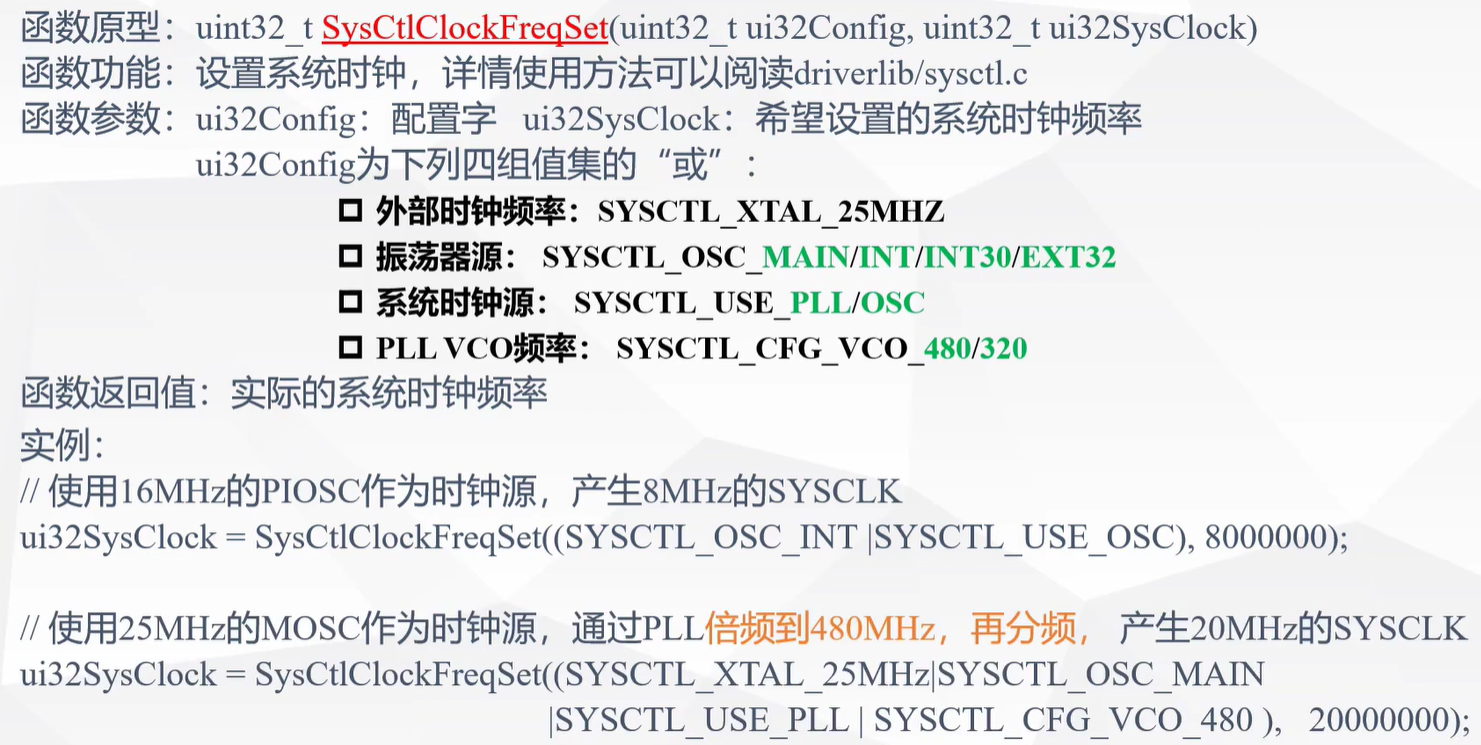 函数原型：uint32_t SysCtlClockFreqSet(uint32_t ui32Config, uint32_t ui32SysClock)
函数功能：设置系统时钟，详情使用方法可以阅读driverlib/sysctl.c
函数参数：ui32Config：配置字 ui32SysClock：希望设置的系统时钟频率
ui32Config为下列四组值集的“或”：
外部时钟频率：SYSCTL_XTAL_25MHZ
振荡器源： SYSCTL_OSC_MAIN/INT/INT30/EXT32
系统时钟源： SYSCTL_USE_PLL/OSC
PLL VCO频率： SYSCTL_CFG_VCO_480/320
函数返回值：实际的系统时钟频率
实例：
// 使用16MHz的PIOSC作为时钟源，产生8MHz的SYSCLK
ui32SysClock = SysCtlClockFreqSet((SYSCTL_OSC_INT |SYSCTL_USE_OSC), 8000000);
// 使用25MHz的MOSC作为时钟源，通过PLL倍频到480MHz，再分频， 产生20MHz的SYSCLK
ui32SysClock = SysCtlClockFreqSet((SYSCTL_XTAL_25MHz|SYSCTL_OSC_MAIN
|SYSCTL_USE_PLL | SYSCTL_CFG_VCO_480 ), 20000000);